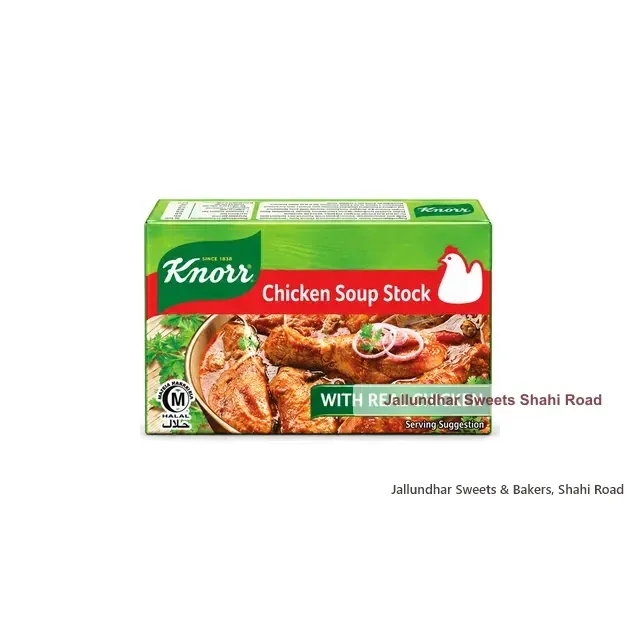 SINCE 1838
Knorr
Knorr
Chicken Soup Stock
HALAL
حلال
WITH RE
Jallundhar Sweets Shahi Road
Serving Suggestion
Jallundhar Sweets & Bakers, Shahi Road